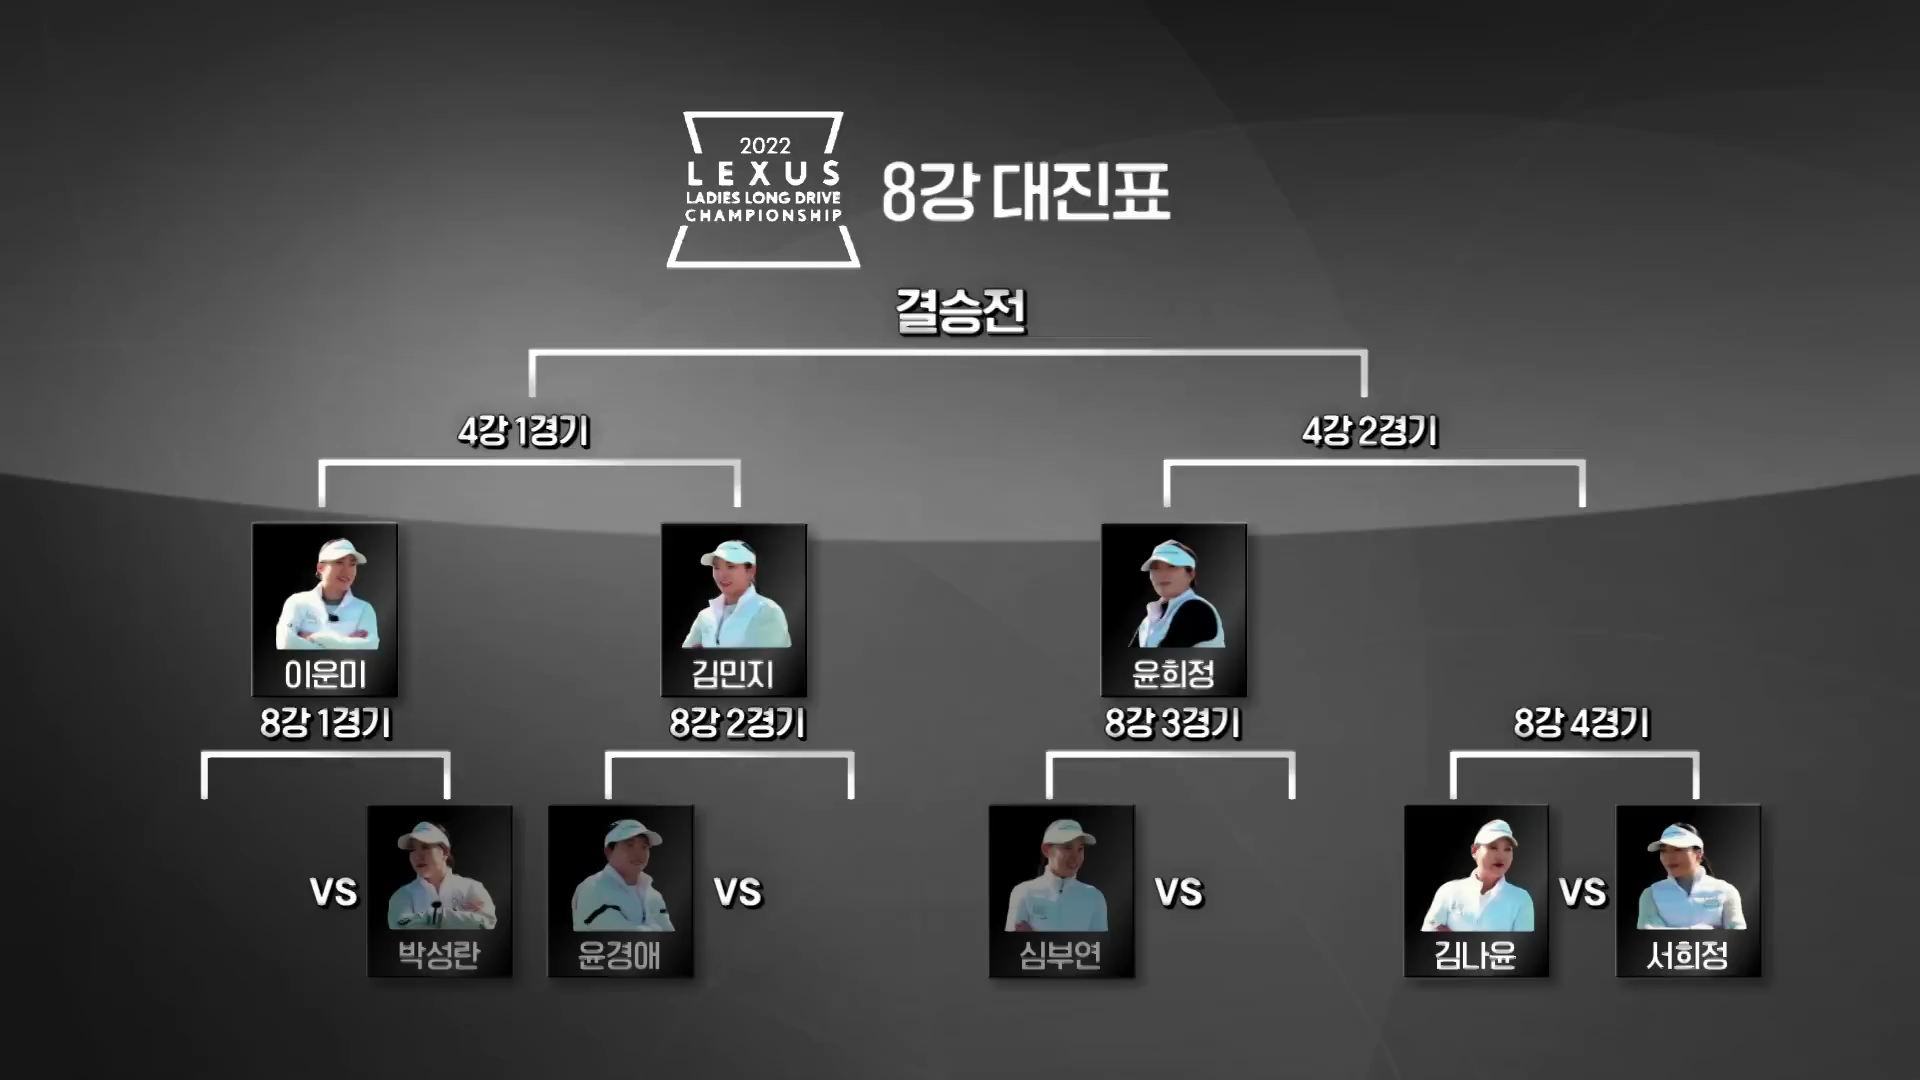 2022
LEXUS
LADIES LONG DRIVE
CHAMPIONSHIP
8강 대진표
결승전
4강 1경기
4강 2경기
이운미
김민지
윤희정
8강 1경기
8강 2경기
8강 3경기
8강 4경기
VS
박성란
윤경애
VS
심부연
VS
김나윤
VS
서희정